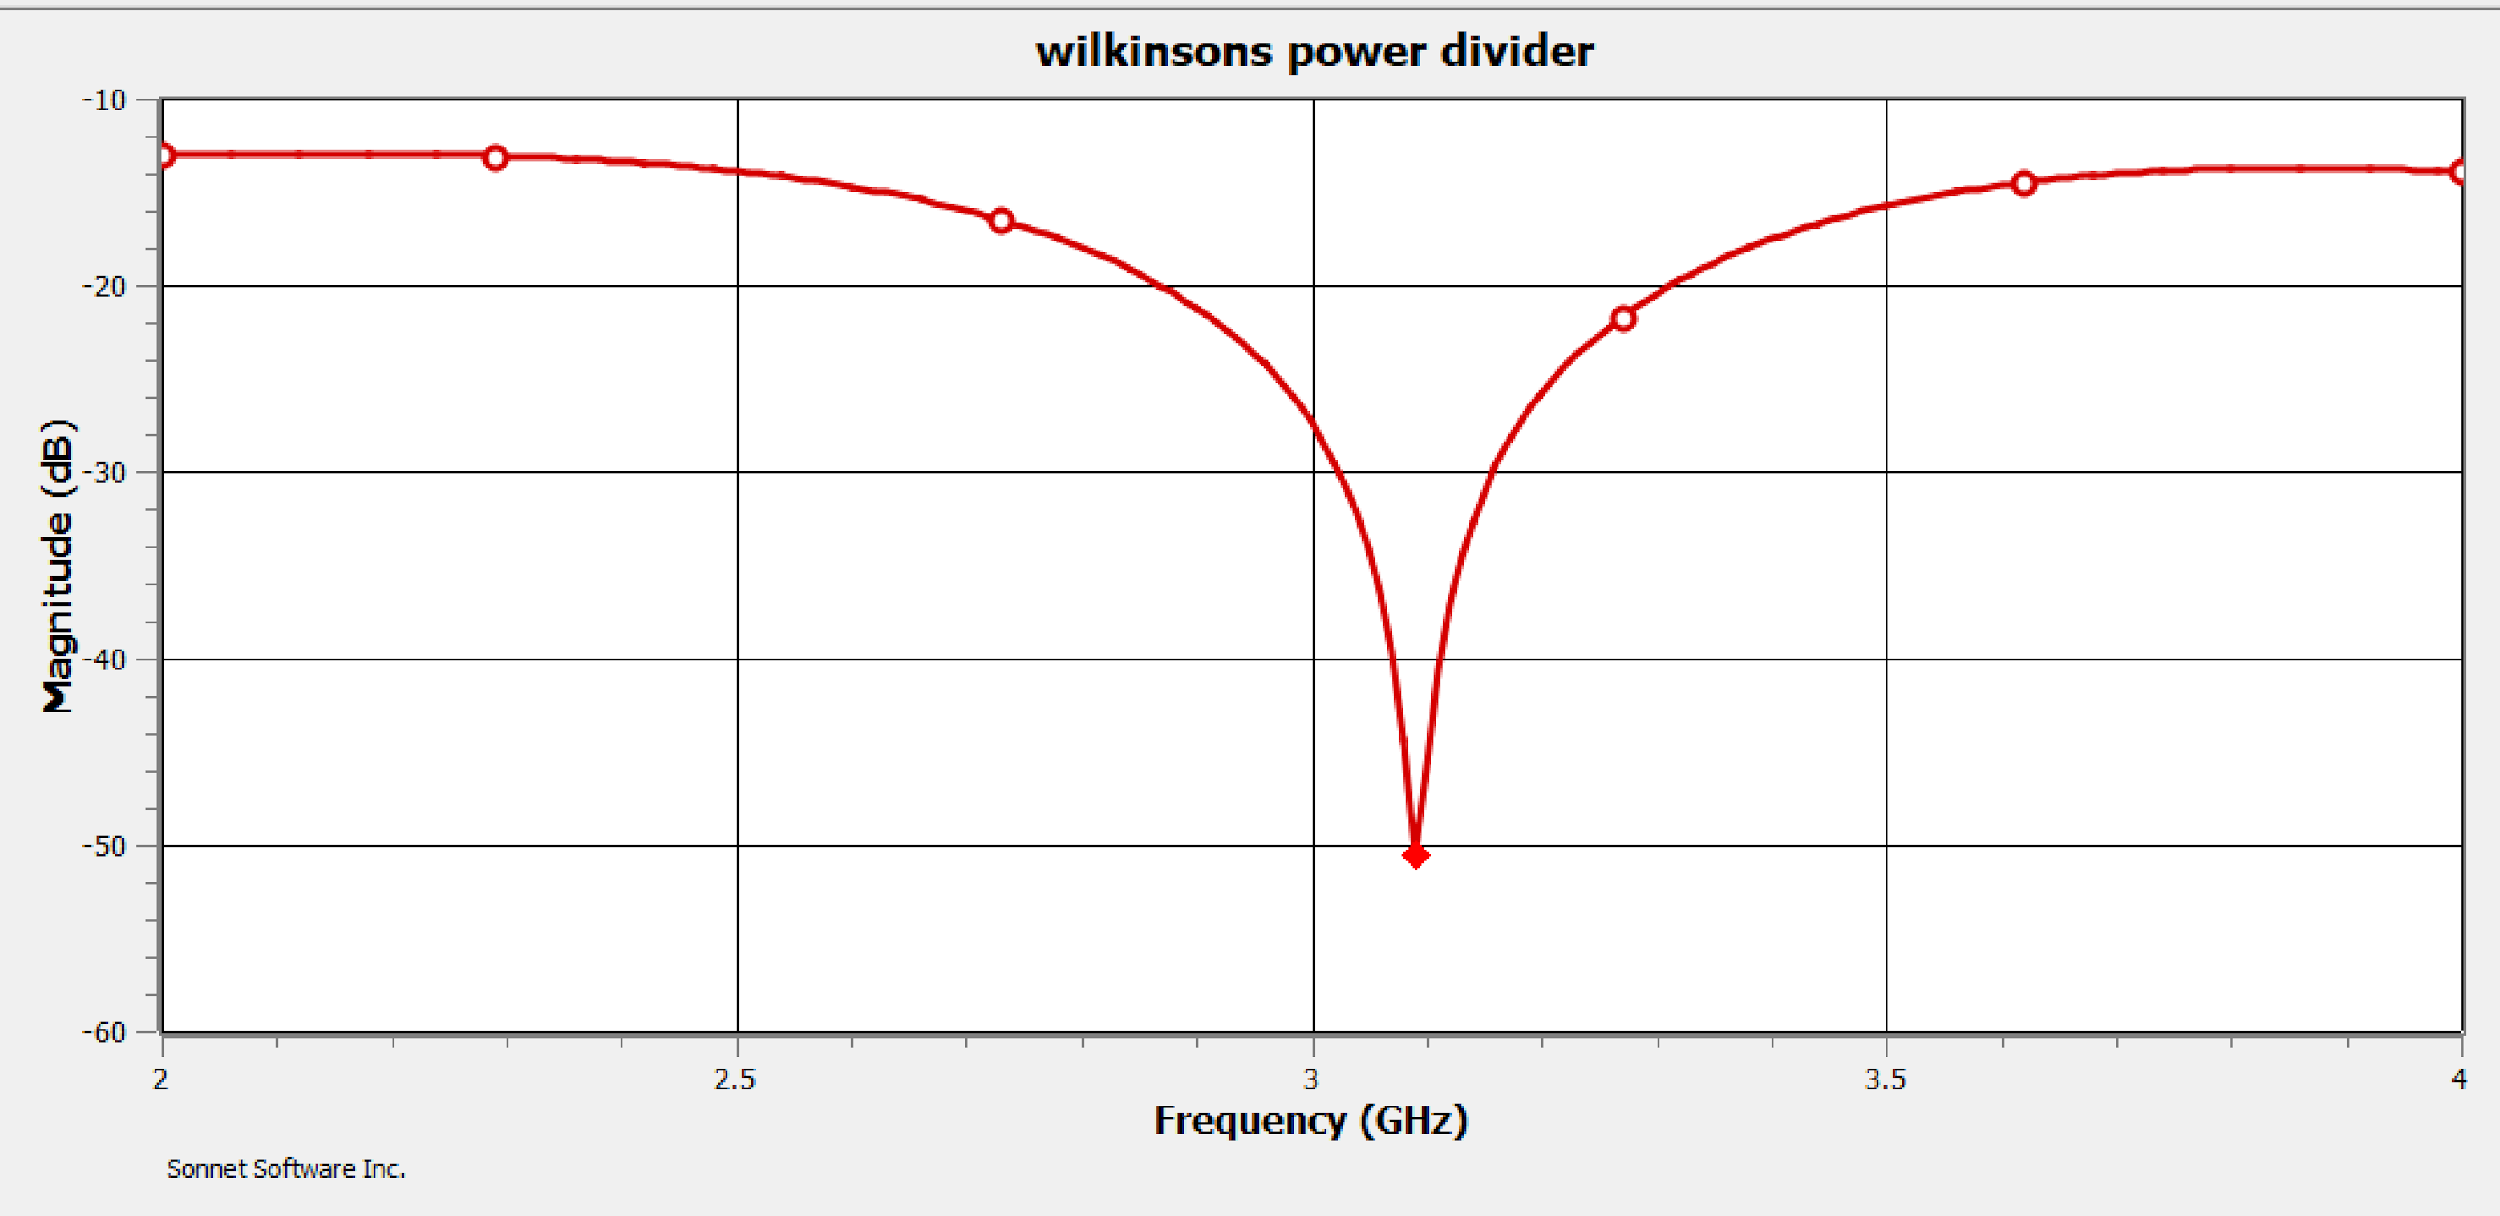 wilkinsons power divider
-10
-20
-30
-40
-50
-60
Magnitude (dB)
2 2.5 3 3.5 4
Frequency (GHz)
Sonnet Software Inc.